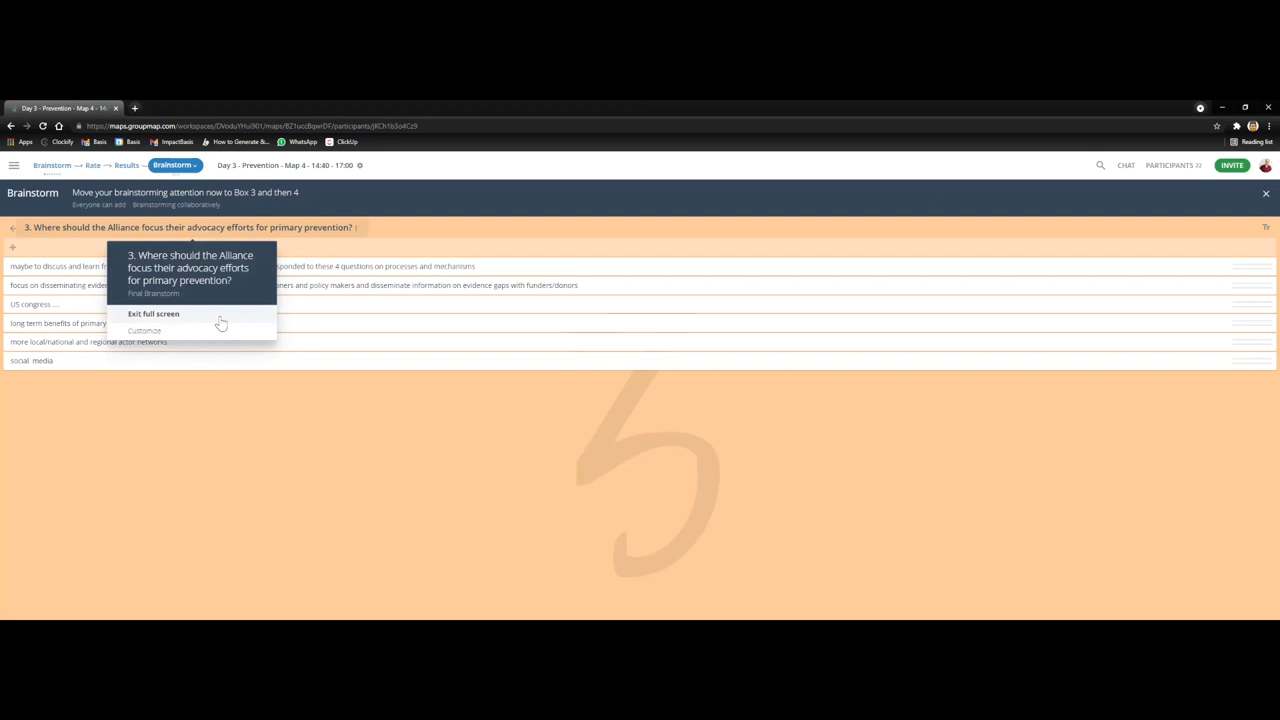 Day 3 - Prevention - Map 4 - 14:
https://maps.groupmap.com/workspaces/DVoduYHui901/maps/BZ1uccBqwrDF/participants/jKCh1b3o4Cz9
Apps Clockify Basis Basis ImpactBasis How to Generate &... WhatsApp ClickUp Reading list
Brainstorm Rate Results Brainstorm Day 3 - Prevention - Map 4 - 14:40 - 17:00 CHAT PARTICIPANTS 22 INVITE
Brainstorm Move your brainstorming attention now to Box 3 and then 4
Everyone can add Brainstorming collaboratively
3. Where should the Alliance focus their advocacy efforts for primary prevention? Tr
+
3. Where should the Alliance
focus their advocacy efforts
for primary prevention?
Final Brainstorm
Exit full screen
Customize
maybe to discuss and learn sponded to these 4 questions on processes and mechanisms
focus on disseminating oners and policy makers and disseminate information on evidence gaps with funders/donors
US congress ....
long term benefits of primary
more local/national and regional actor networks
social media
5